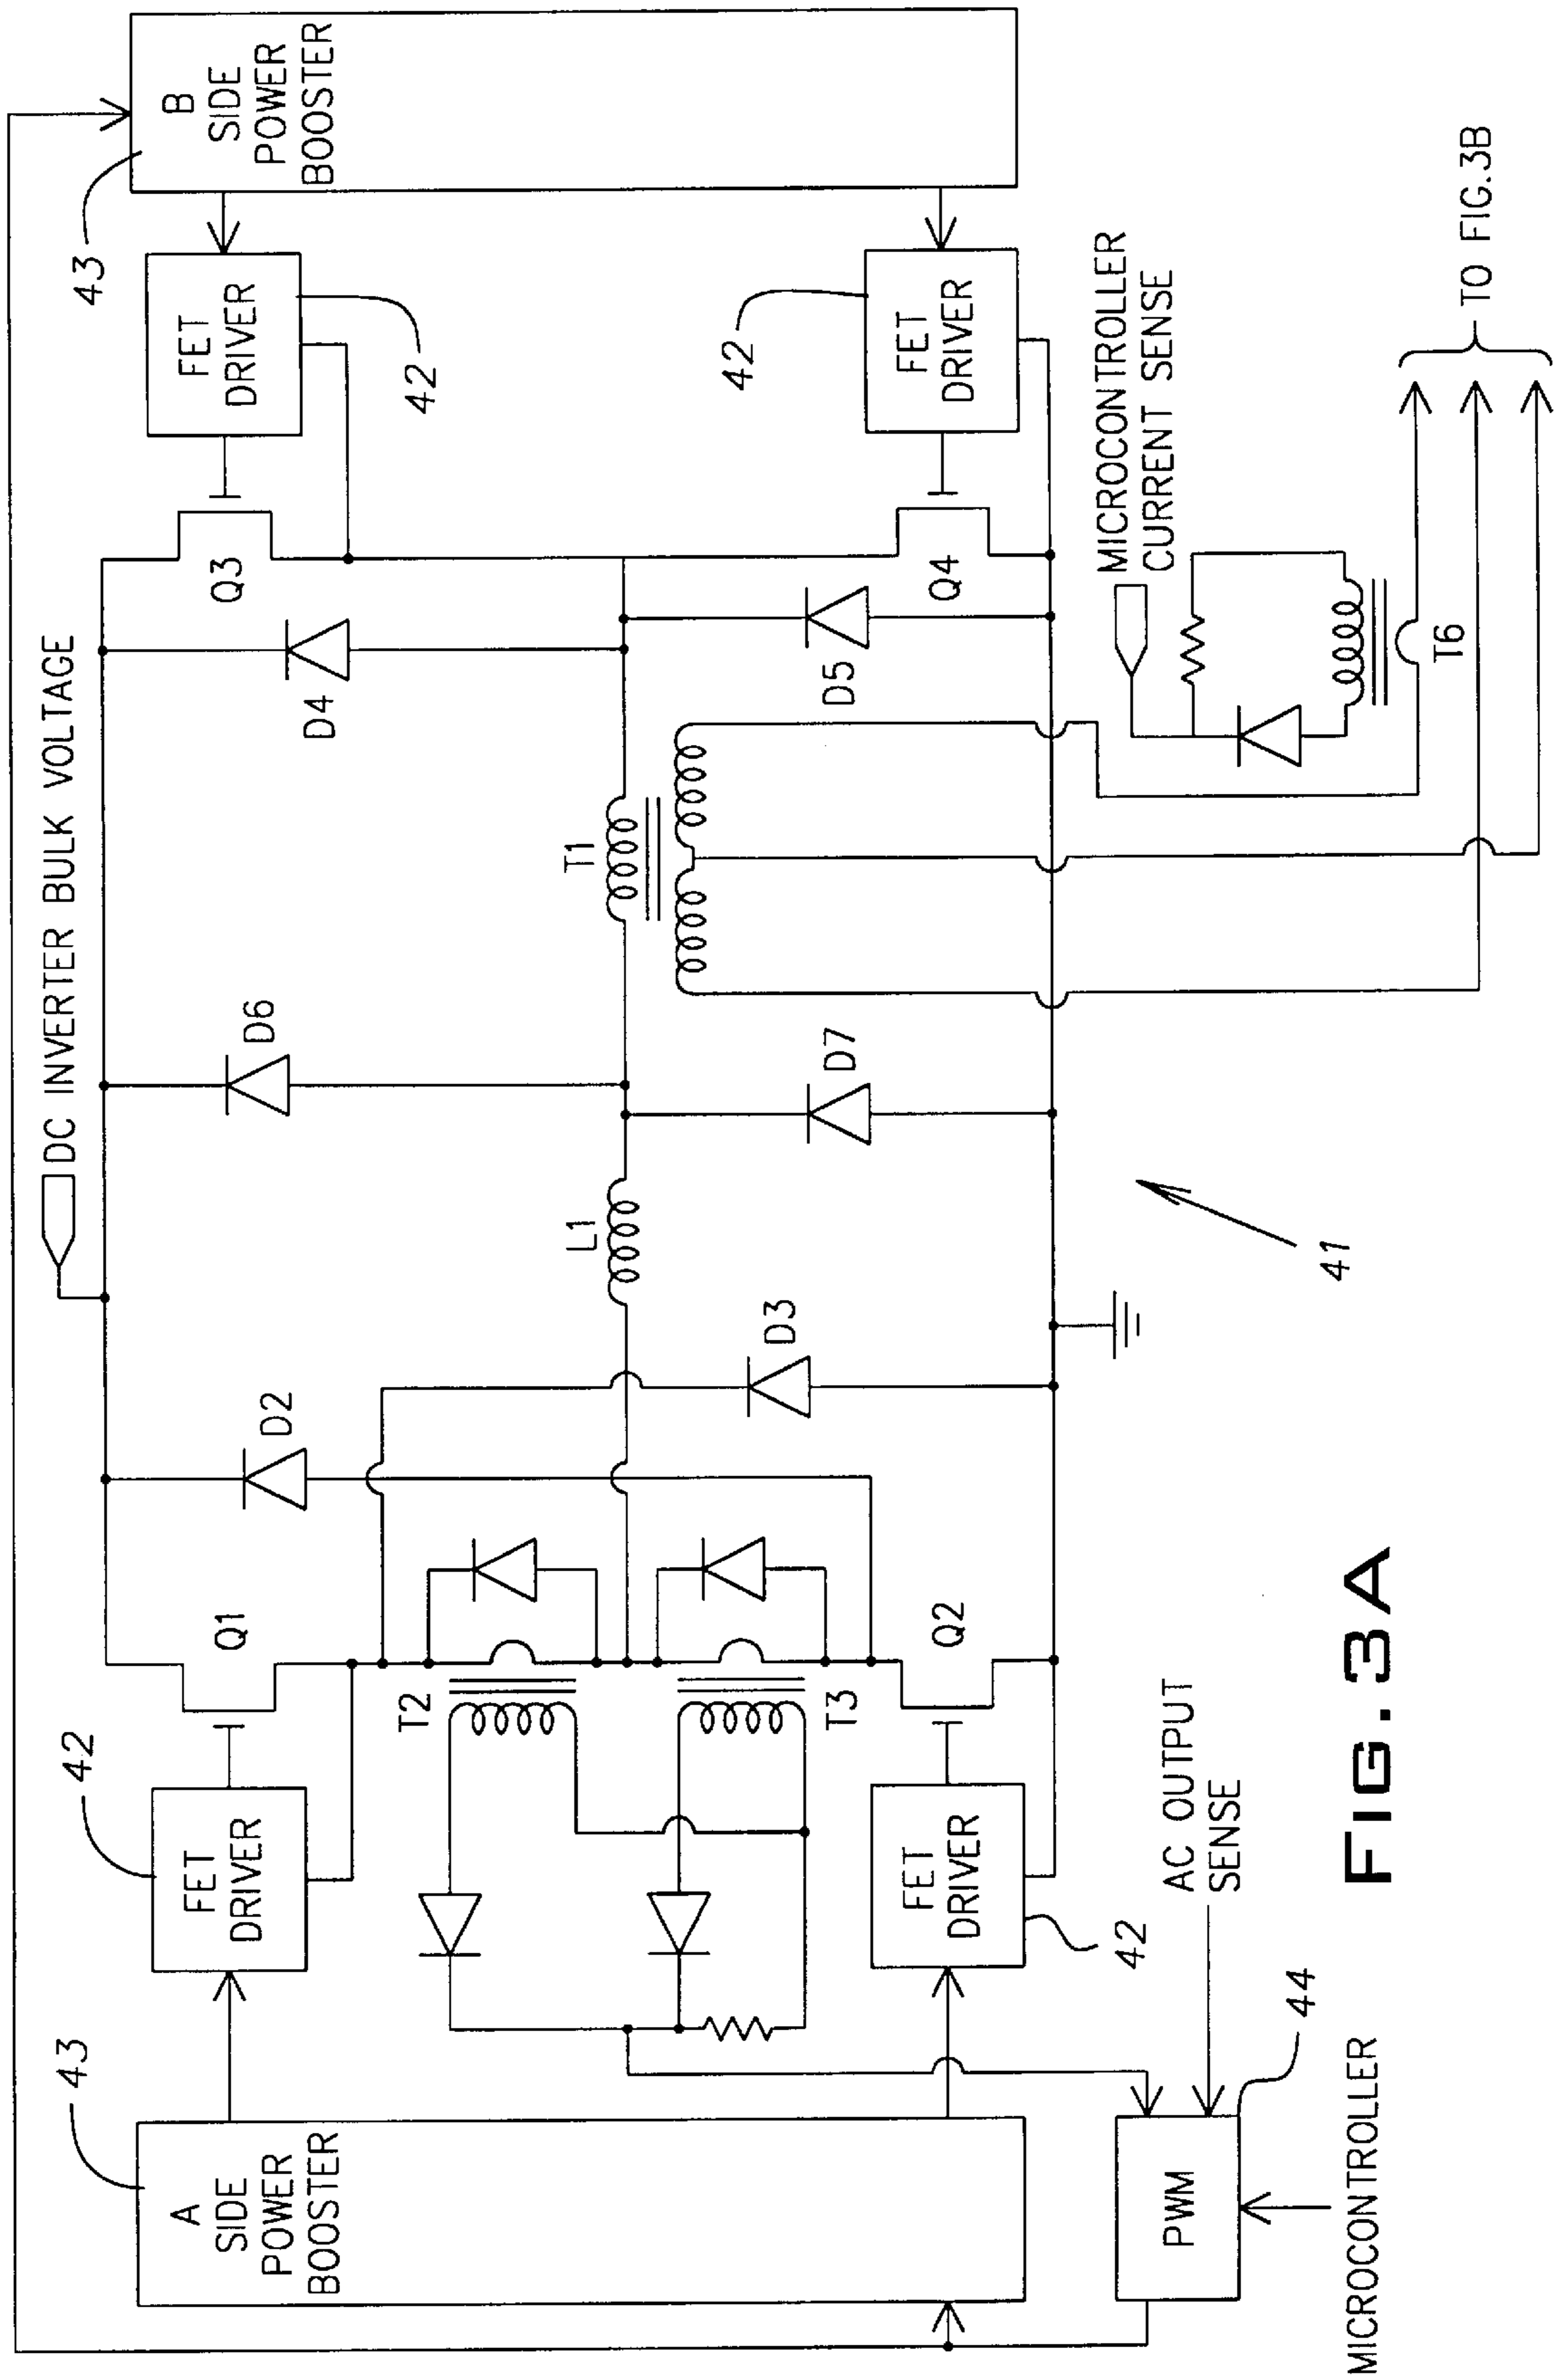 DC INVERTER BULK VOLTAGE
43
A
SIDE
POWER
BOOSTER
42
FET
DRIVER
Q1
D2
D6
D4
Q3
FET
DRIVER
42
43
B
SIDE
POWER
BOOSTER
T2
T3
L1
T1
D3
D7
D5
Q2
FET
DRIVER
42
Q4
FET
DRIVER
42
PWM
44
MICROCONTROLLER
AC OUTPUT
SENSE
41
MICROCONTROLLER
CURRENT SENSE
T6
TO FIG.3B
FIG. 3A